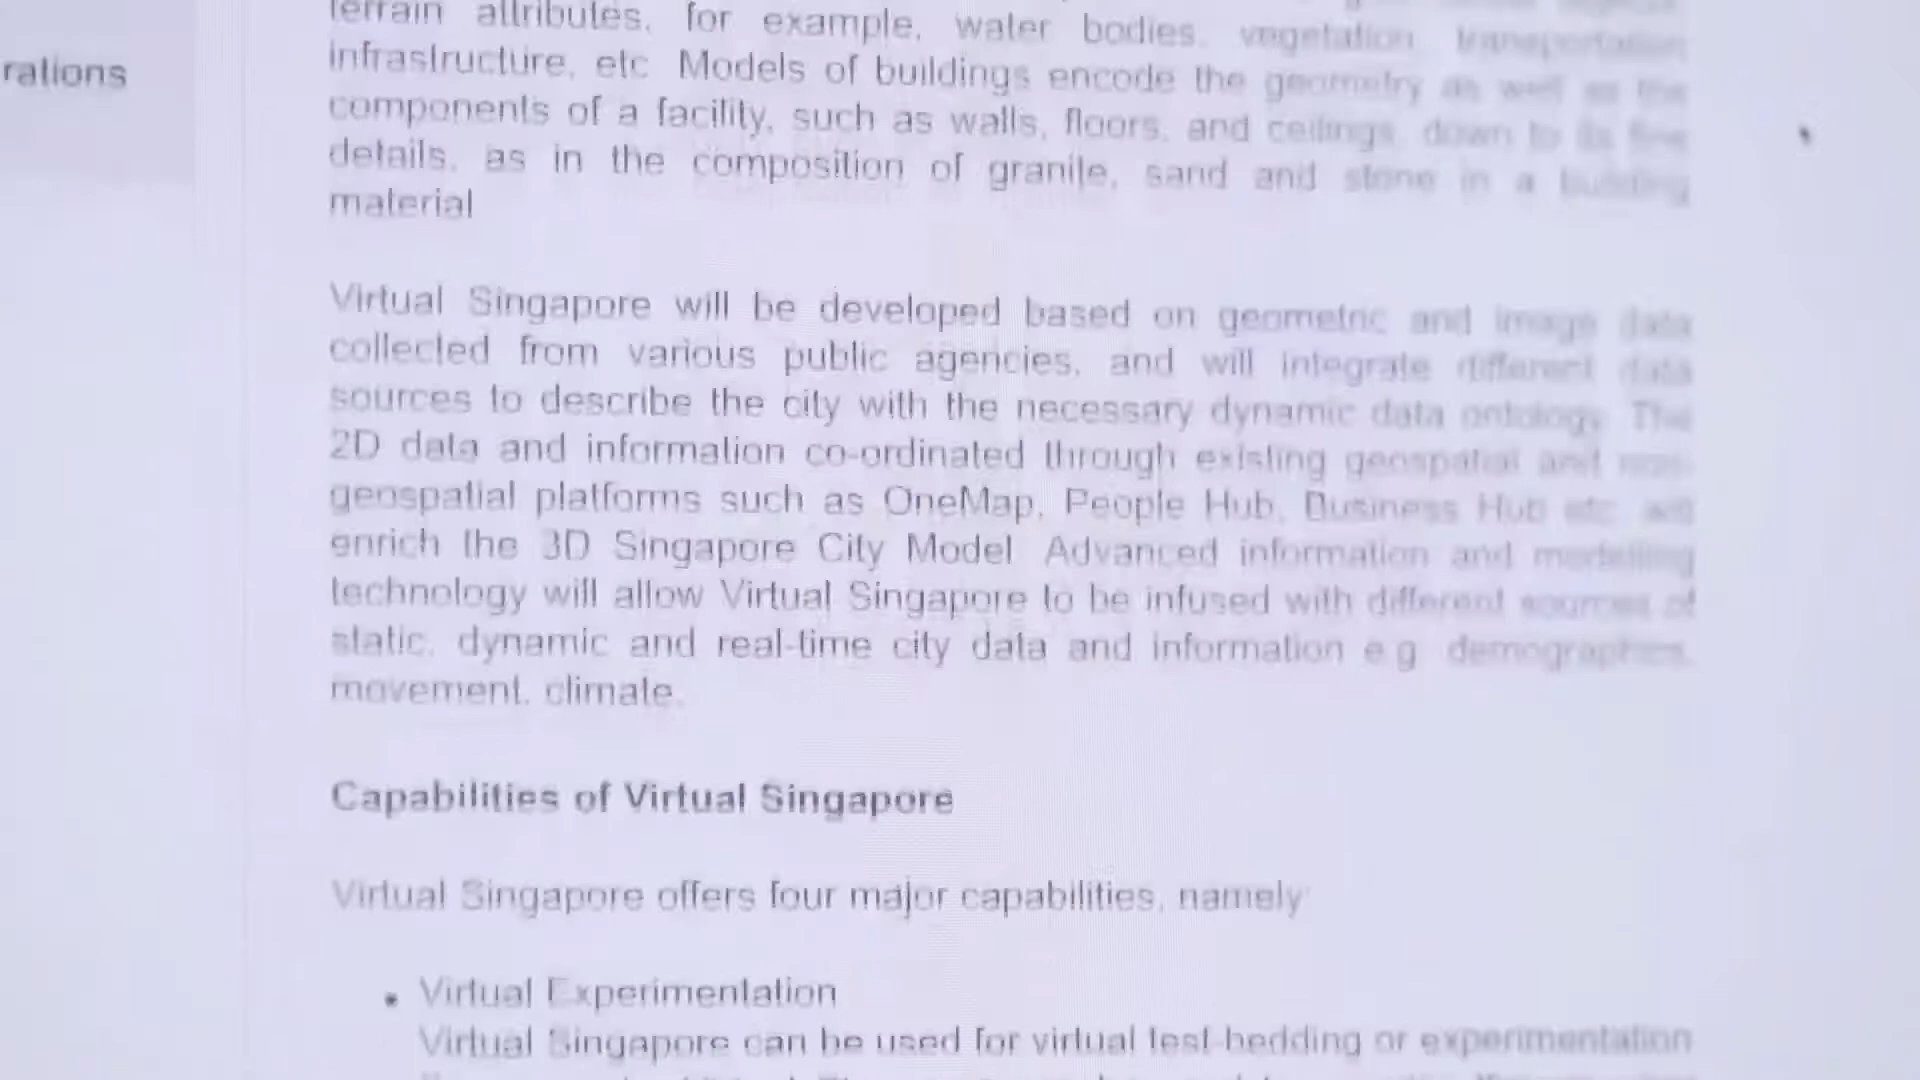 rations
terrain attributes, for example, water bodies, vegetation, transportation
infrastructure, etc. Models of buildings encode the geometry as well as the
components of a facility, such as walls, floors, and ceilings, down to its fine
details, as in the composition of granite, sand and stone in a building
material
Virtual Singapore will be developed based on geometric and image data
collected from various public agencies, and will integrate different data
sources to describe the city with the necessary dynamic data ontology. The
2D data and information co-ordinated through existing geospatial and non-
geospatial platforms such as OneMap, People Hub, Business Hub etc. will
enrich the 3D Singapore City Model. Advanced information and modelling
technology will allow Virtual Singapore to be infused with different sources of
static, dynamic and real-time city data and information e.g. demographics,
movement, climate.
Capabilities of Virtual Singapore
Virtual Singapore offers four major capabilities, namely
• Virtual Experimentation
Virtual Singapore can be used for virtual test-bedding or experimentation